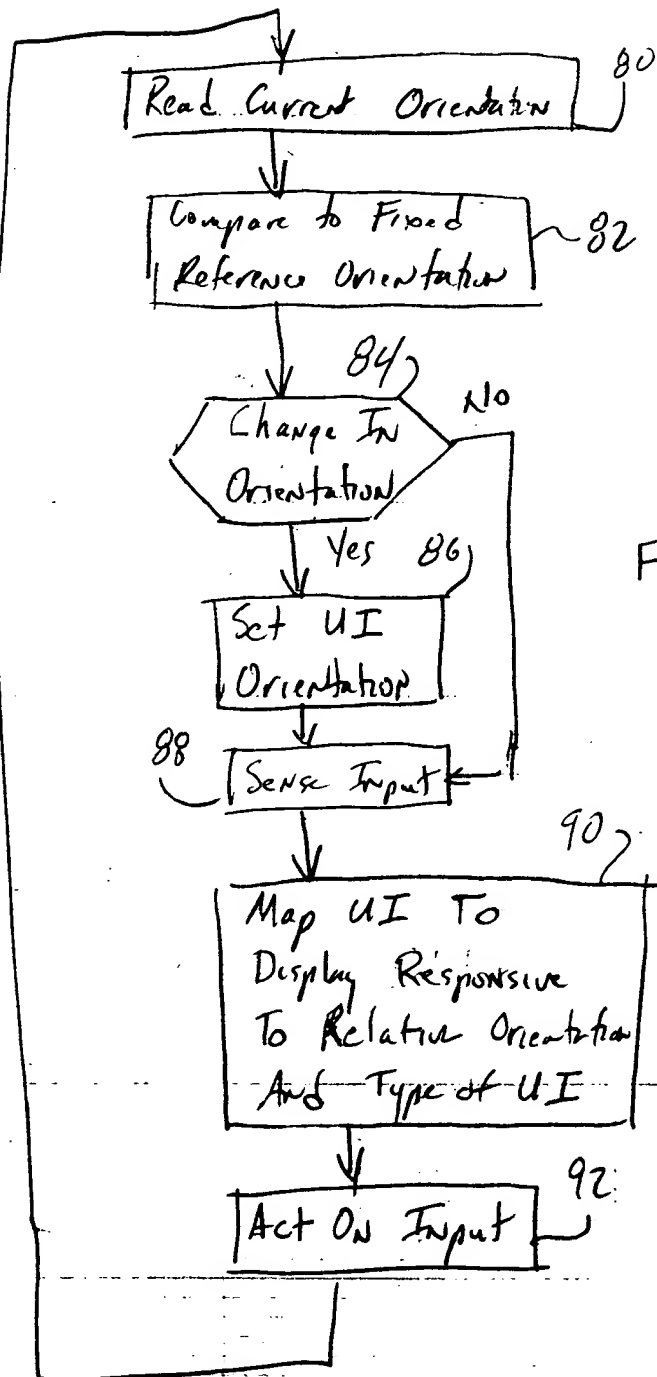 Read Current Orientation
80
Compare to Fixed
Reference Orientation
82
84
Change In
Orientation
No
Yes
86
Set UI
Orientation
F
88
Sense Input
90
Map UI To
Display Responsive
To Relative Orientation
And Type of UI
Act On Input
92